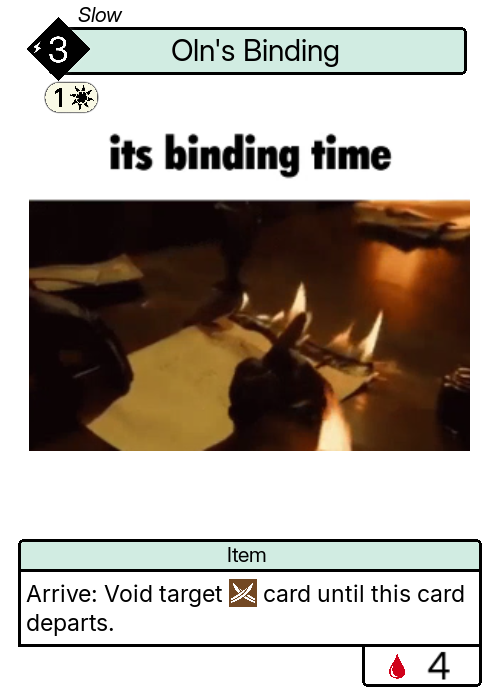 Slow
3
Oln's Binding
1
its binding time
Item
Arrive: Void target card until this card
departs.
4